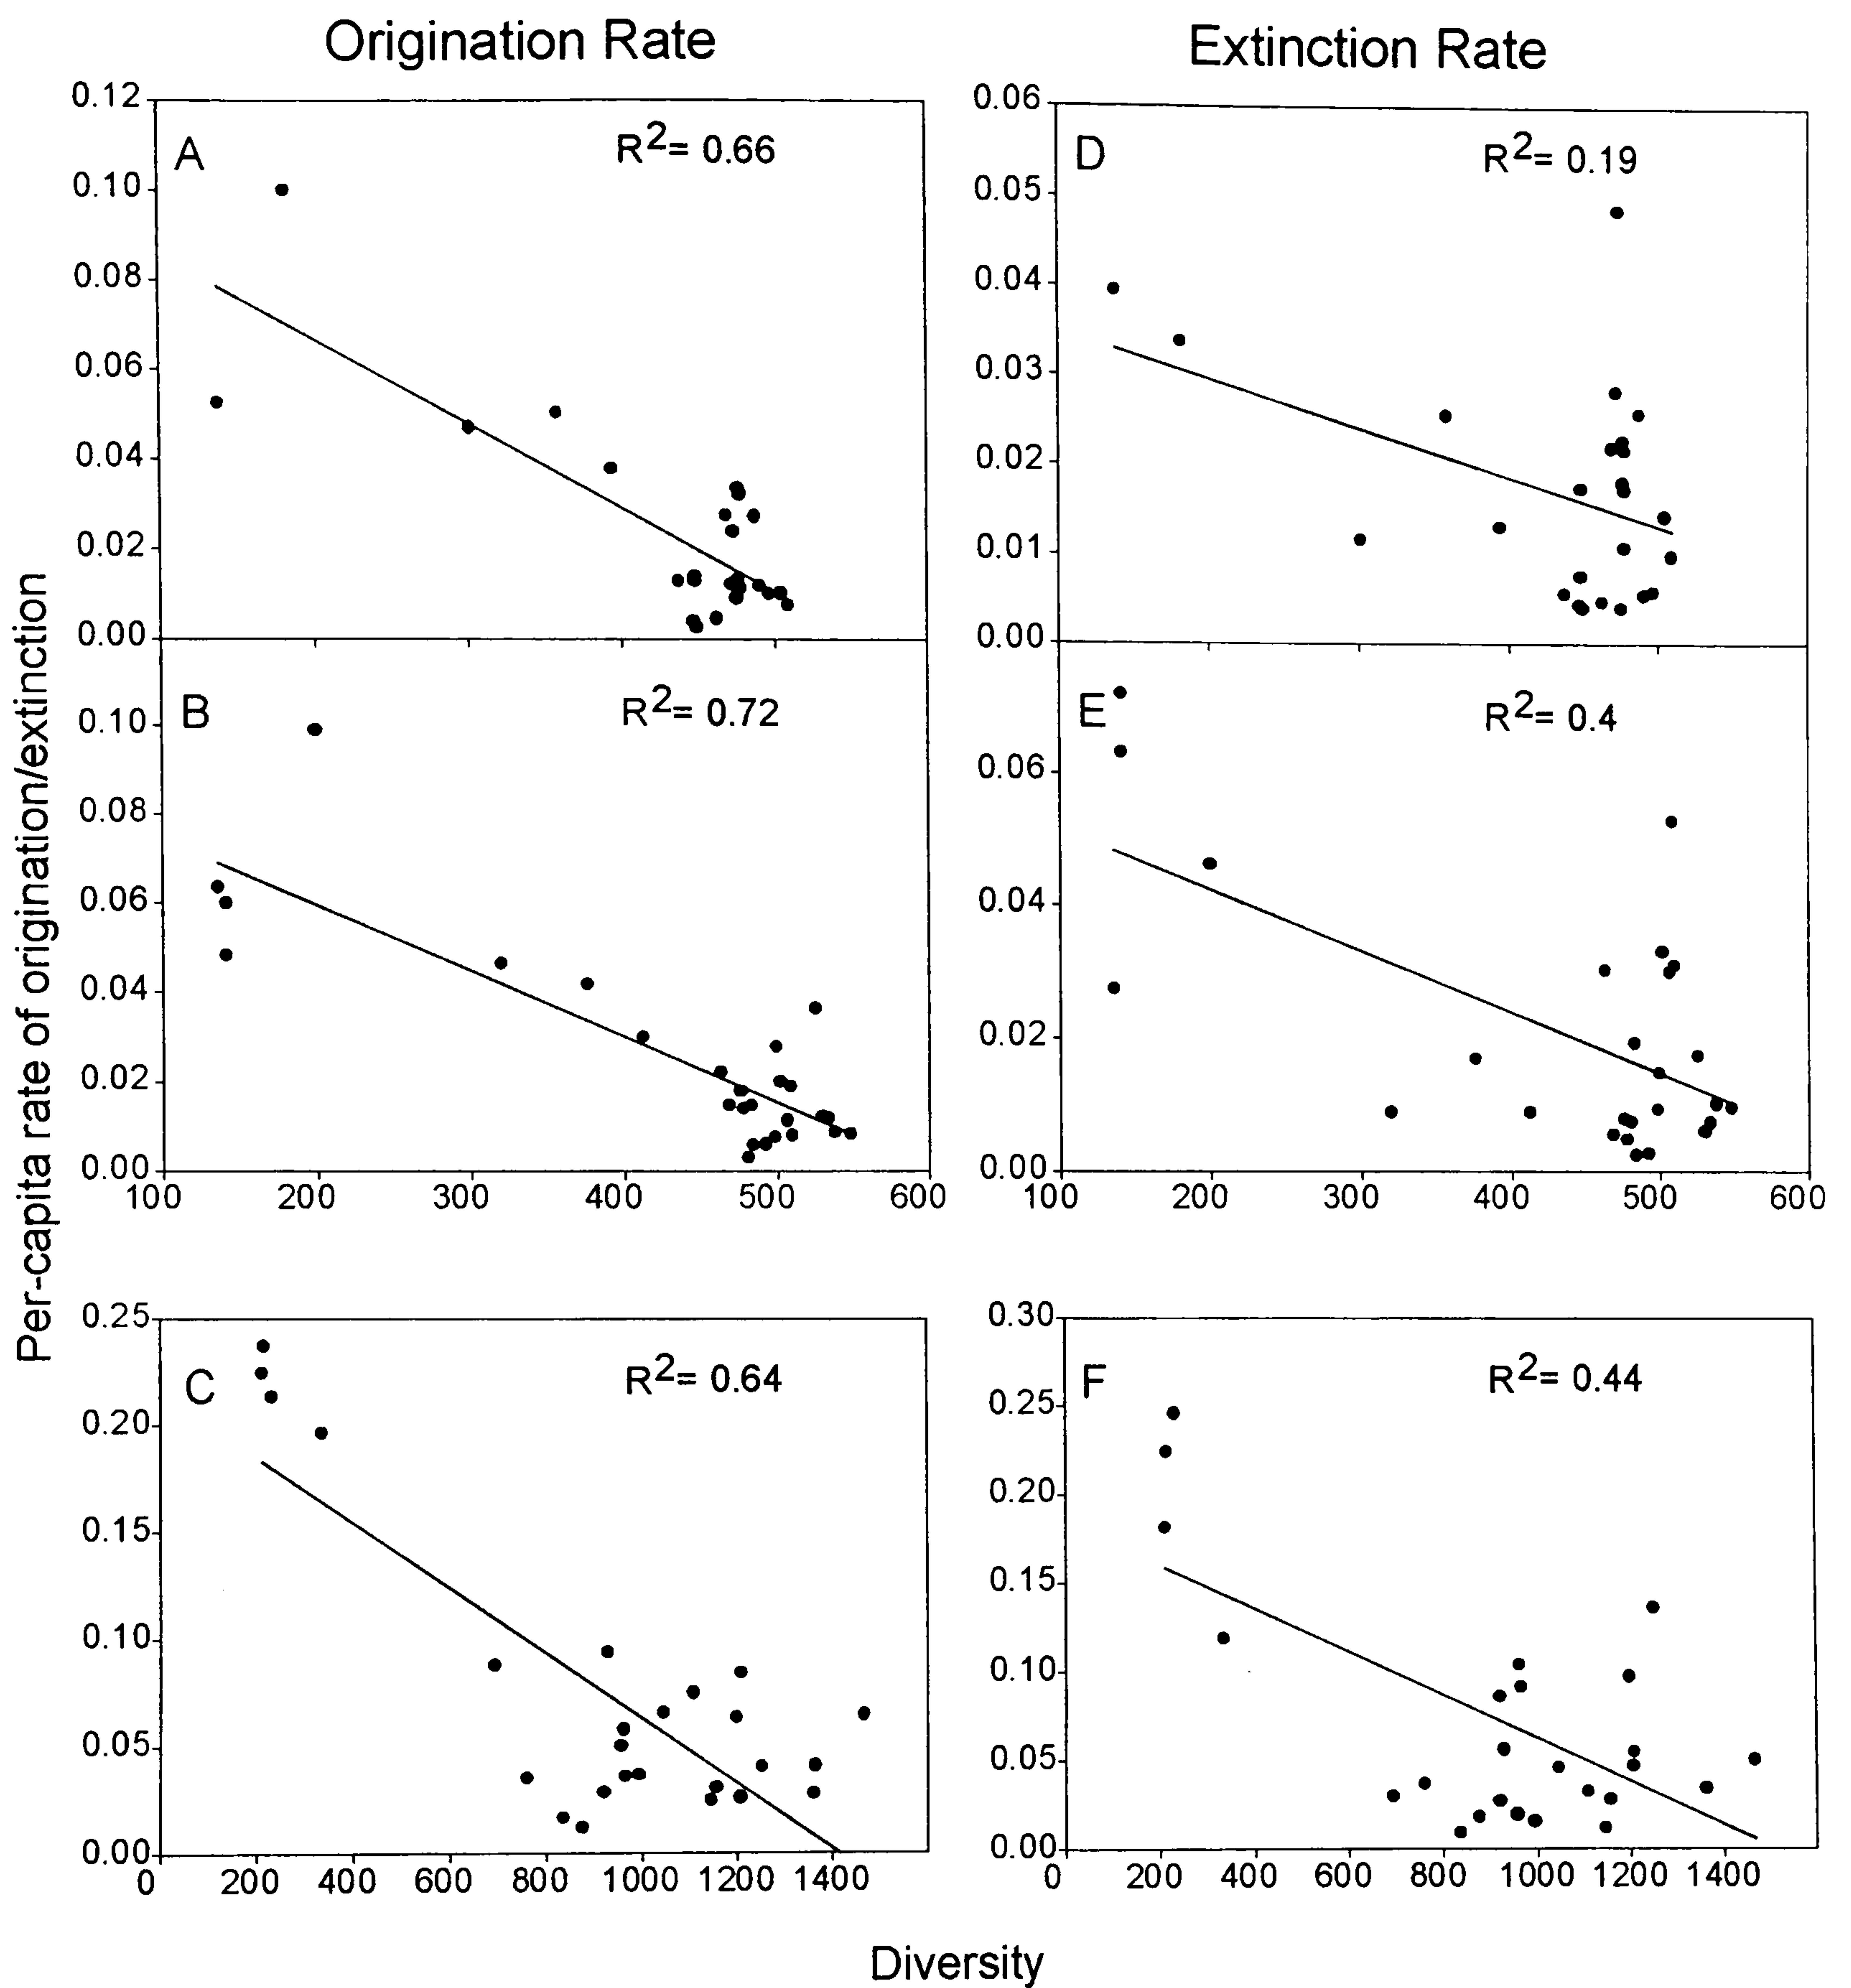 Origination Rate
Extinction Rate
Per-capita rate of origination/extinction
0.12
A
R2= 0.66
0.10
0.08
0.06
0.04
0.02
0.00
0.06
D
R2= 0.19
0.05
0.04
0.03
0.02
0.01
0.00
B
R2= 0.72
0.10
0.08
0.06
0.04
0.02
0.00
100 200 300 400 500 600
E
R2= 0.4
0.06
0.04
0.02
0.00
100 200 300 400 500 600
0.25
C
R2= 0.64
0.20
0.15
0.10
0.05
0.00
0 200 400 600 800 1000 1200 1400
0.30
F
R2= 0.44
0.25
0.20
0.15
0.10
0.05
0.00
0 200 400 600 800 1000 1200 1400
Diversity